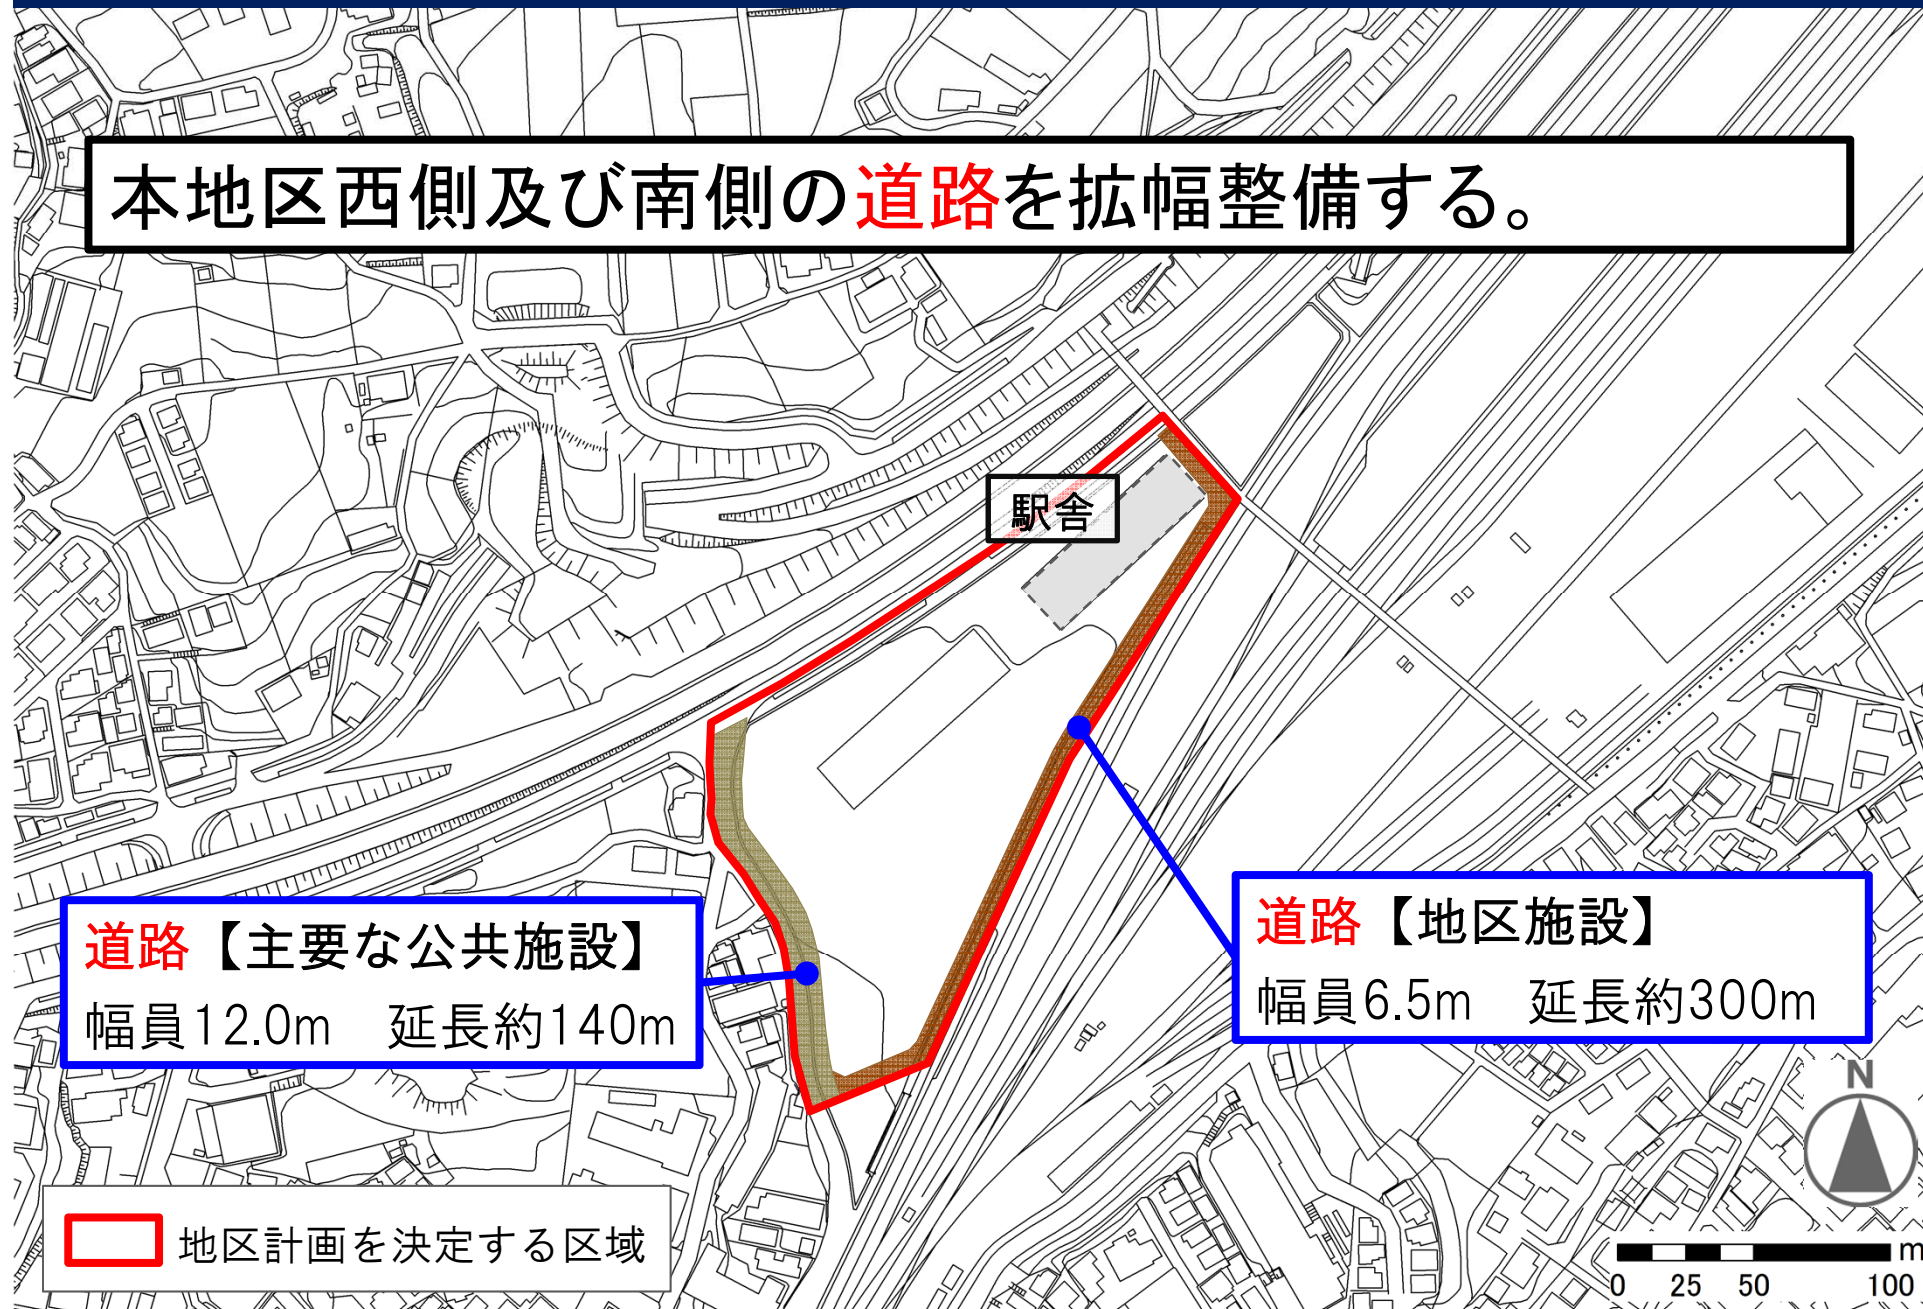 本地区西側及び南側の道路を拡幅整備する。
駅舎
道路【主要な公共施設】
幅員12.0m　延長約140m
道路【地区施設】
幅員6.5m　延長約300m
N
地区計画を決定する区域
m
0 25 50 100